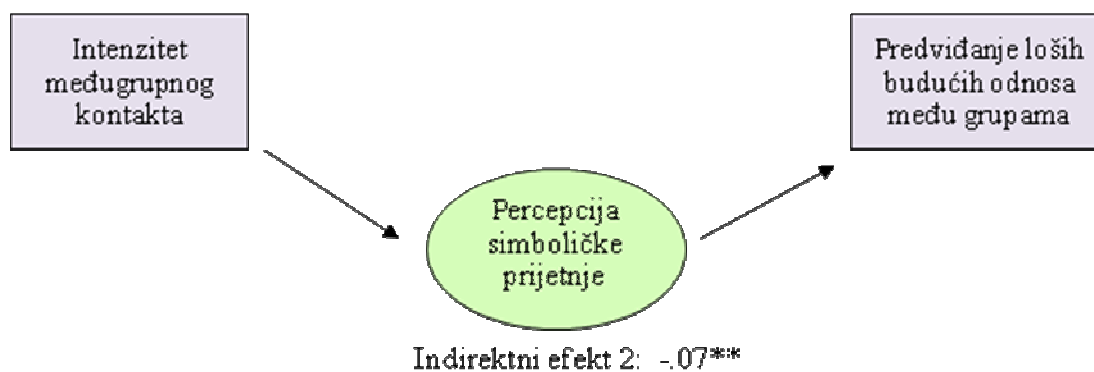 Intenzitet
međugrupnog
kontakta
Predviđanje loših
budućih odnosa
među grupama
Percepcija
simboličke
prijetnje
Indirektni efekt 2: -.07**